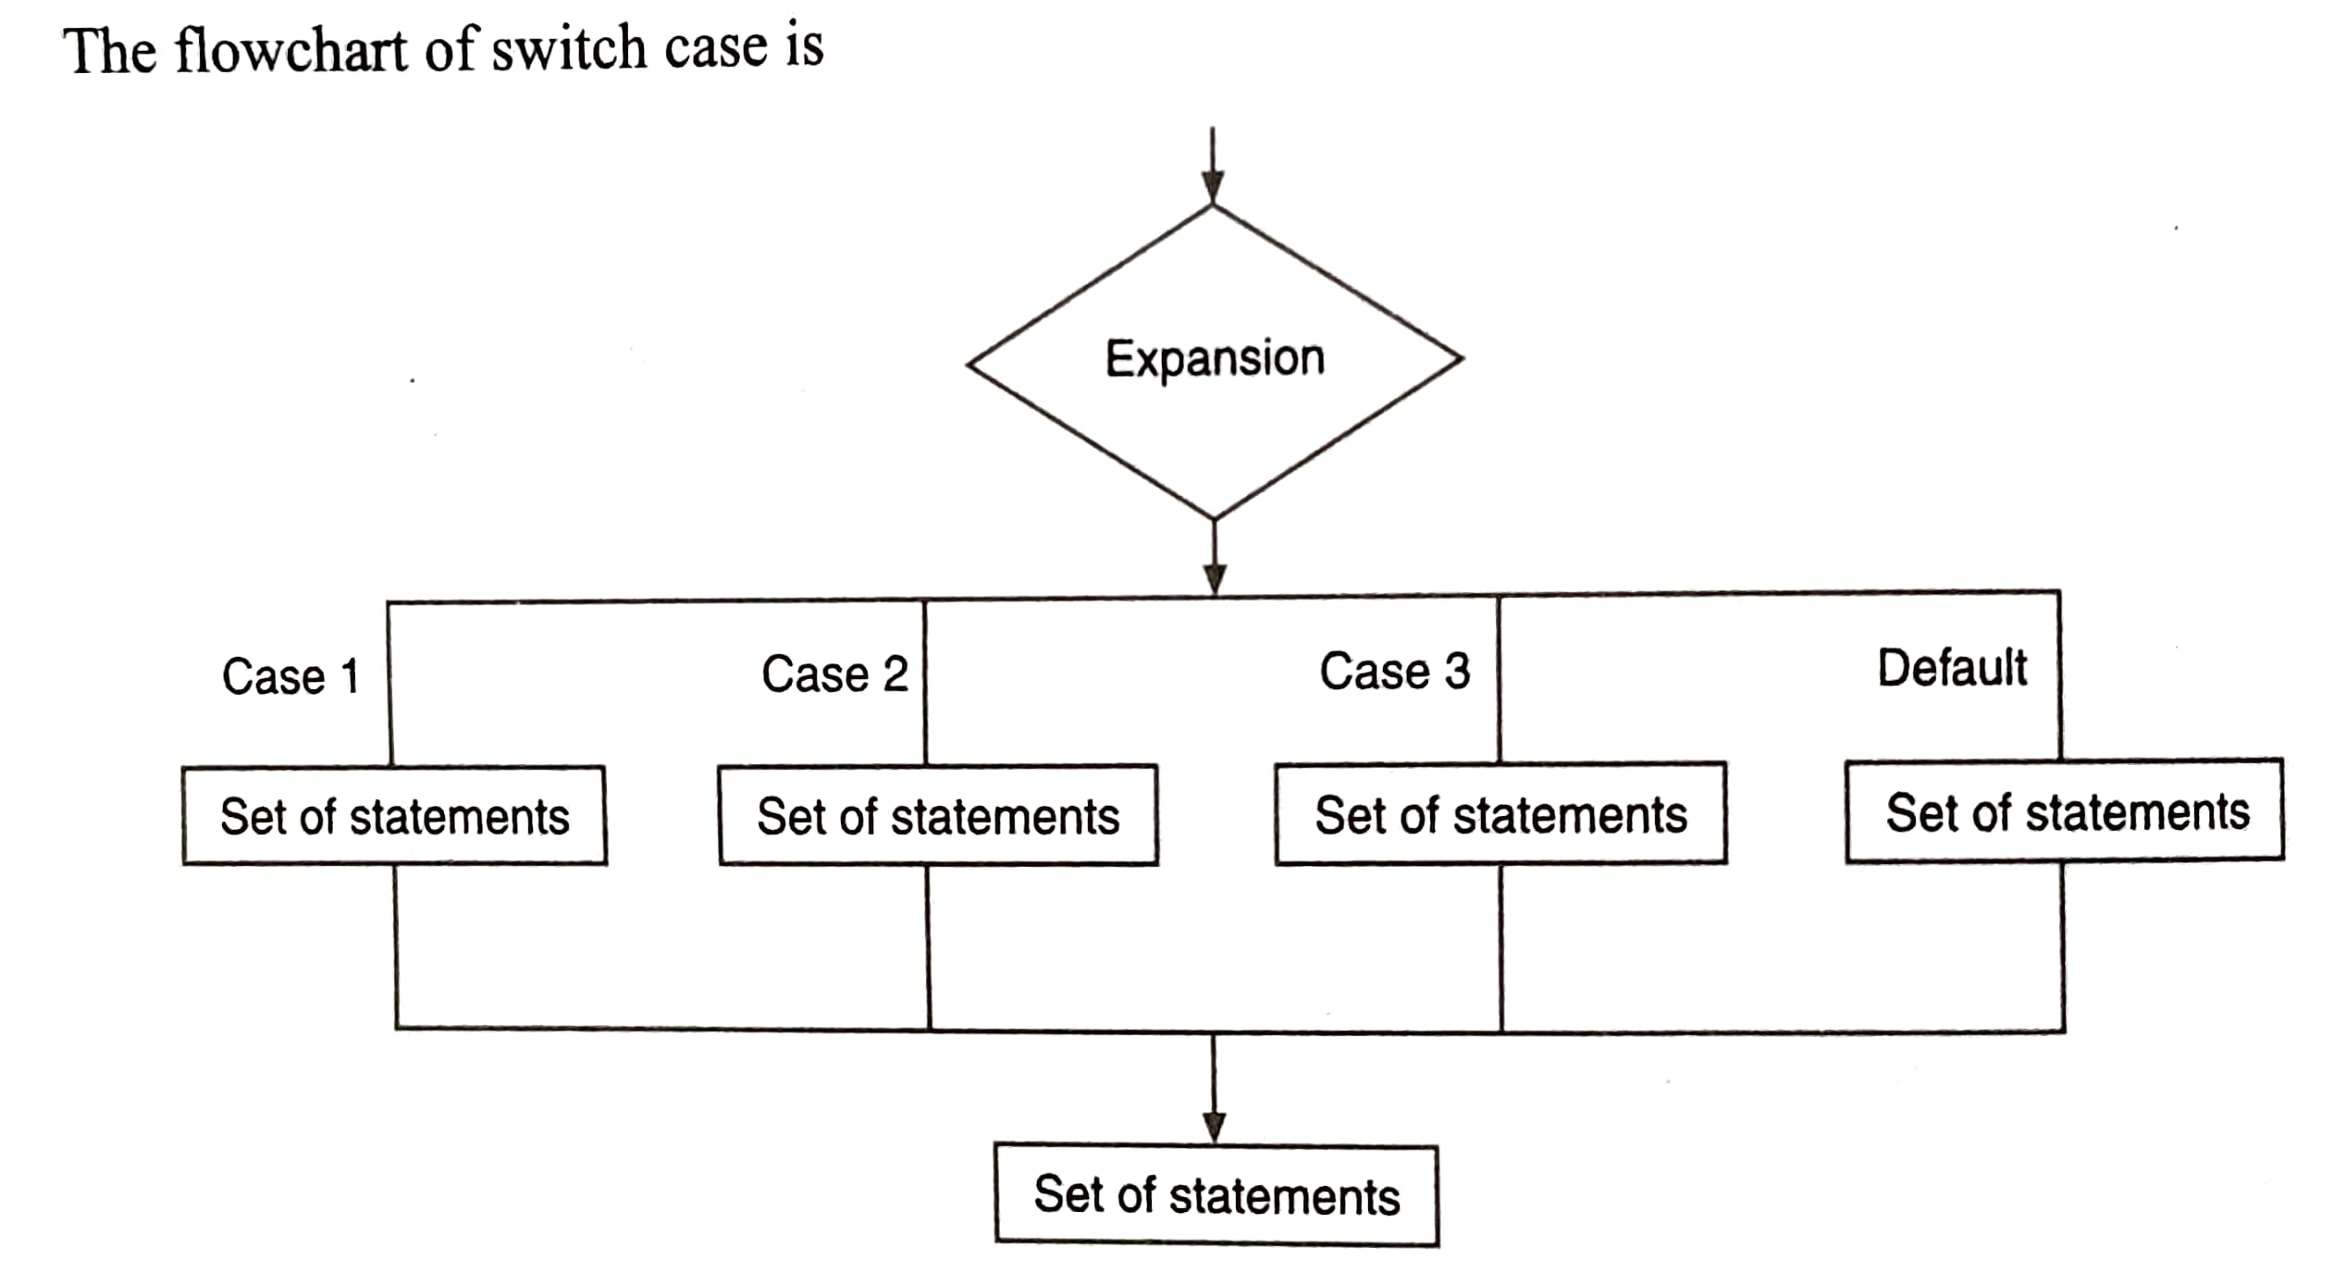 The flowchart of switch case is
Expansion
Case 1
Case 2
Case 3
Default
Set of statements
Set of statements
Set of statements
Set of statements
Set of statements